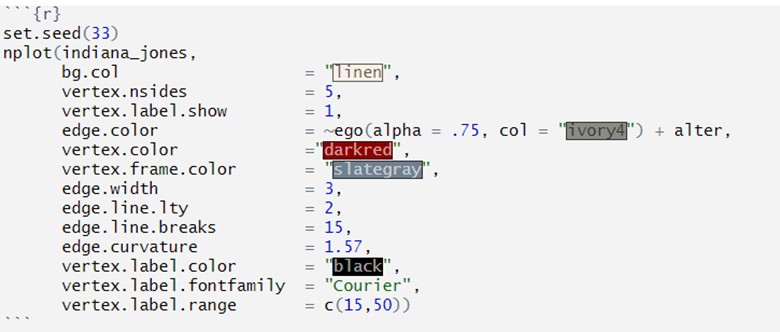 ```{r}
set.seed(33)
nplot(indiana_jones,
      bg.col                = "linen",
      vertex.nsides         = 5,
      vertex.label.show     = 1,
      edge.color            = ~ego(alpha = .75, col = "ivory4") + alter,
      vertex.color          ="darkred",
      vertex.frame.color    = "slategray",
      edge.width            = 3,
      edge.line.lty         = 2,
      edge.line.breaks      = 15,
      edge.curvature        = 1.57,
      vertex.label.color    = "black",
      vertex.label.fontfamily  = "Courier",
      vertex.label.range    = c(15,50))
```